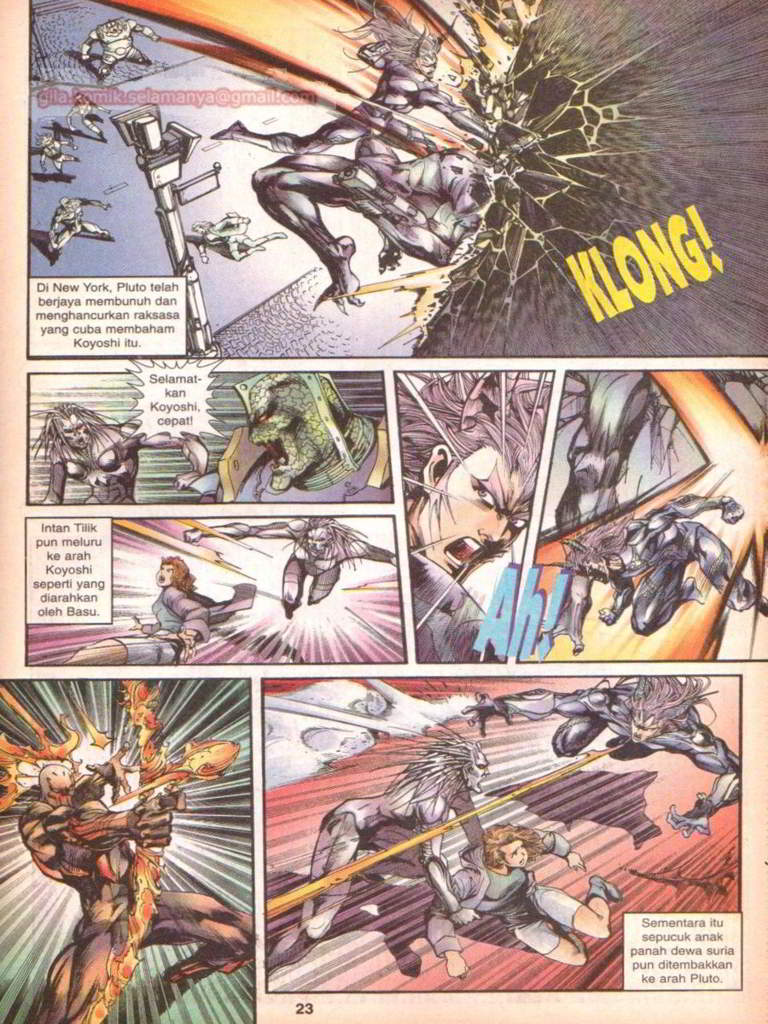 gila.komik.selamanya@gmail.com
KLONG!
Di New York, Pluto telah
berjaya membunuh dan
menghancurkan raksasa
yang cuba membaham
Koyoshi itu.
Selamat-
kan
Koyoshi,
cepat!
Intan Tilik
pun meluru
ke arah
Koyoshi
seperti yang
diarahkan
oleh Basu.
Ah!
Sementara itu
sepucuk anak
panah dewa suria
pun ditembakkan
ke arah Pluto.
23